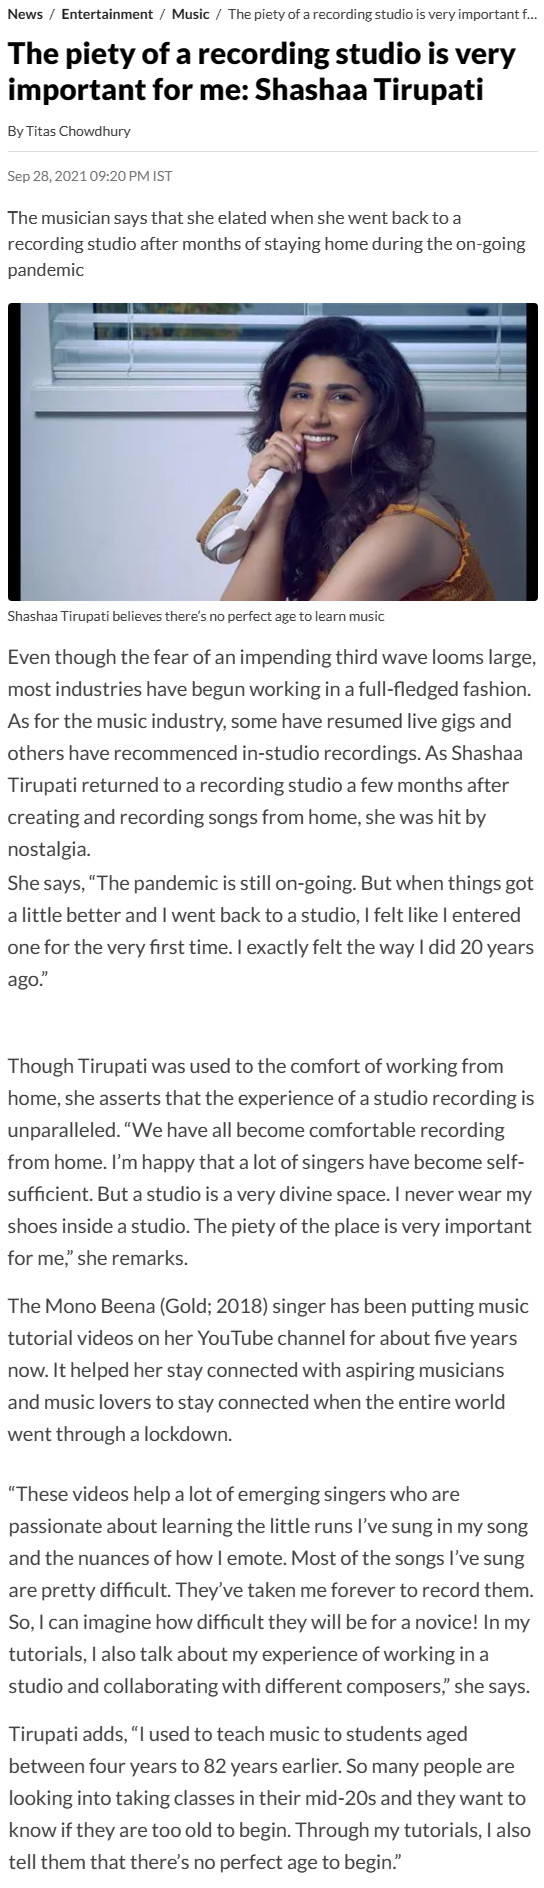 News / Entertainment / Music / The piety of a recording studio is very important f...
The piety of a recording studio is very
important for me: Shashaa Tirupati
By Titas Chowdhury
Sep 28, 2021 09:20 PM IST
The musician says that she elated when she went back to a
recording studio after months of staying home during the on-going
pandemic
Shashaa Tirupati believes there's no perfect age to learn music
Even though the fear of an impending third wave looms large,
most industries have begun working in a full-fledged fashion.
As for the music industry, some have resumed live gigs and
others have recommenced in-studio recordings. As Shashaa
Tirupati returned to a recording studio a few months after
creating and recording songs from home, she was hit by
nostalgia.
She says, “The pandemic is still on-going. But when things got
a little better and I went back to a studio, I felt like I entered
one for the very first time. I exactly felt the way I did 20 years
ago.”
Though Tirupati was used to the comfort of working from
home, she asserts that the experience of a studio recording is
unparalleled. “We have all become comfortable recording
from home. I’m happy that a lot of singers have become self-
sufficient. But a studio is a very divine space. I never wear my
shoes inside a studio. The piety of the place is very important
for me,” she remarks.
The Mono Beena (Gold; 2018) singer has been putting music
tutorial videos on her YouTube channel for about five years
now. It helped her stay connected with aspiring musicians
and music lovers to stay connected when the entire world
went through a lockdown.
“These videos help a lot of emerging singers who are
passionate about learning the little runs I’ve sung in my song
and the nuances of how I emote. Most of the songs I’ve sung
are pretty difficult. They’ve taken me forever to record them.
So, I can imagine how difficult they will be for a novice! In my
tutorials, I also talk about my experience of working in a
studio and collaborating with different composers,” she says.
Tirupati adds, “I used to teach music to students aged
between four years to 82 years earlier. So many people are
looking into taking classes in their mid-20s and they want to
know if they are too old to begin. Through my tutorials, I also
tell them that there’s no perfect age to begin.”